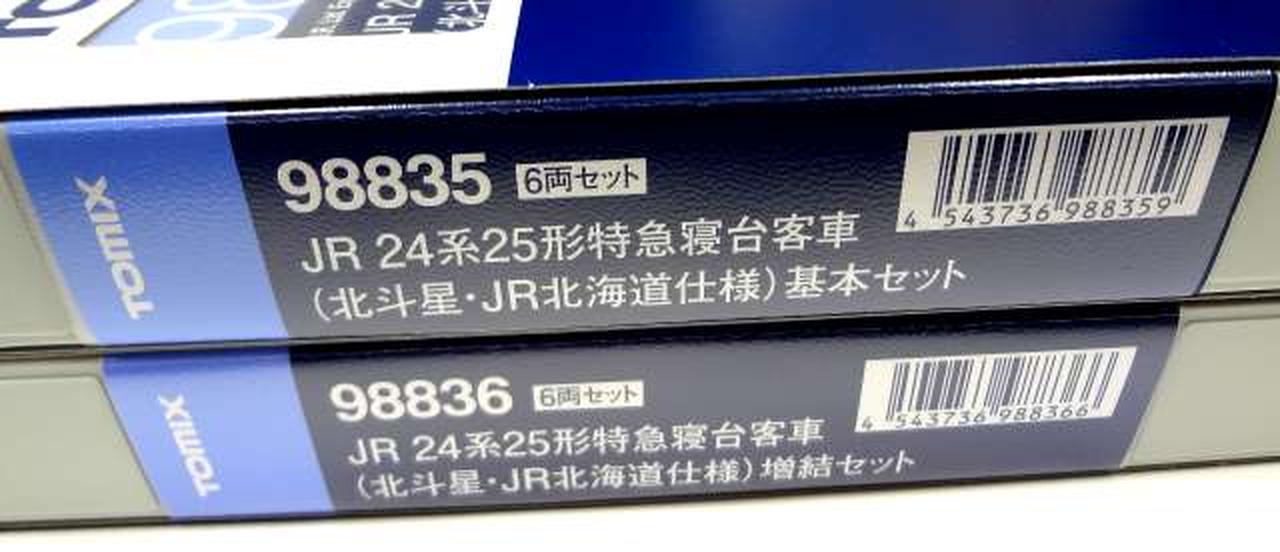 JR 2
TOMIX
98835 6両セット
JR 24系25形特急寝台客車
(北斗星・JR北海道仕様)基本セット
4 543736 988359
TOMIX
98836 6両セット
JR 24系25形特急寝台客車
(北斗星・JR北海道仕様)増結セット
4 543736 988366